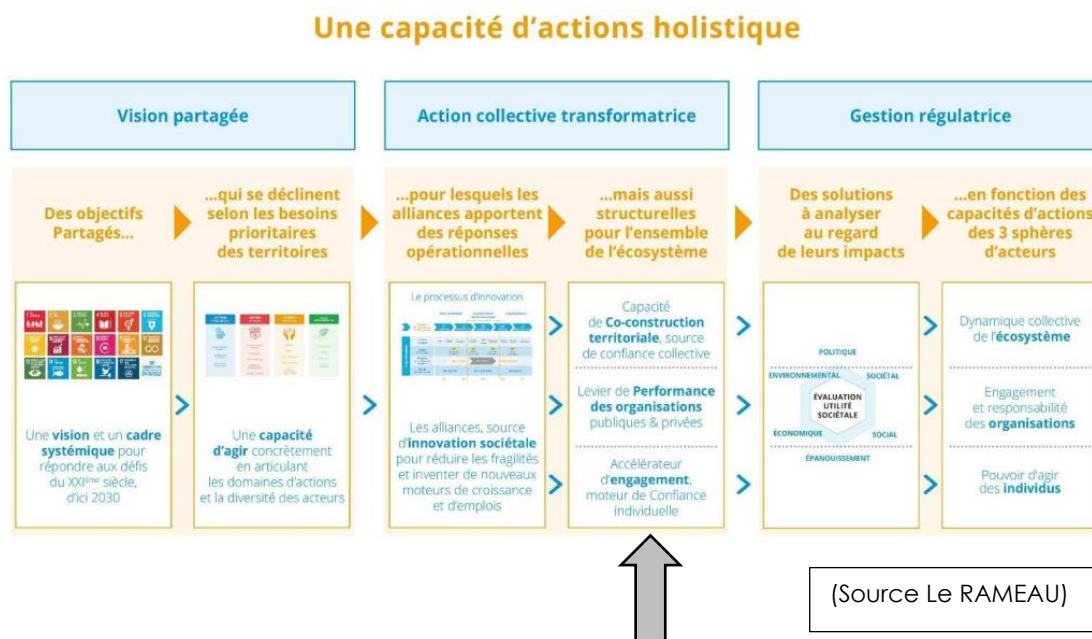 Une capacité d'actions holistique
Vision partagée
Action collective transformatrice
Gestion régulatrice
Des objectifs
Partagés...
...qui se déclinent
selon les besoins
prioritaires
des territoires
...pour lesquels les
alliances apportent
des réponses
opérationnelles
...mais aussi
structurelles
pour l'ensemble
de l'écosystème
Des solutions
à analyser
au regard
de leurs impacts
...en fonction des
capacités d'action
des 3 sphères
d'acteurs
Une vision et un cadre
systémique pour
répondre aux défis
du XXIème siècle,
d'ici 2030
Une capacité
d'agir concrètement
en articulant
les domaines d'actions
et la diversité des acteurs
Le processus d'innovation
Les alliances, source
d'innovation sociétale
pour réduire les fragilités
et inventer de nouveaux
moteurs de croissance
et d'emplois
Capacité
de Co-construction
territoriale, source
de confiance collective
Levier de Performance
des organisations
publiques & privées
Accélérateur
d'engagement,
moteur de Confiance
individuelle
POLITIQUE
ENVIRONNEMENTAL
SOCIÉTAL
ÉVALUATION
UTILITÉ
SOCIÉTALE
ÉCONOMIQUE
SOCIAL
ÉPANOUISSEMENT
Dynamique collective
de l'écosystème
Engagement
et responsabilité
des organisations
Pouvoir d'agir
des individus
(Source Le RAMEAU)